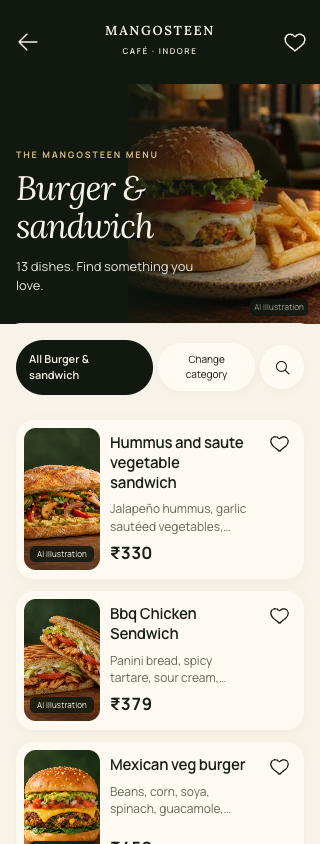 MANGOSTEEN
CAFÉ · INDORE
THE MANGOSTEEN MENU
Burger &
sandwich
13 dishes. Find something you
love.
AI illustration
All Burger &
sandwich
Change
category
Hummus and saute
vegetable
sandwich
Jalapeño hummus, garlic
sautéed vegetables,...
₹330
AI illustration
Bbq Chicken
Sandwich
Panini bread, spicy
tartare, sour cream,...
₹379
AI illustration
Mexican veg burger
Beans, corn, soya,
spinach, guacamole,...